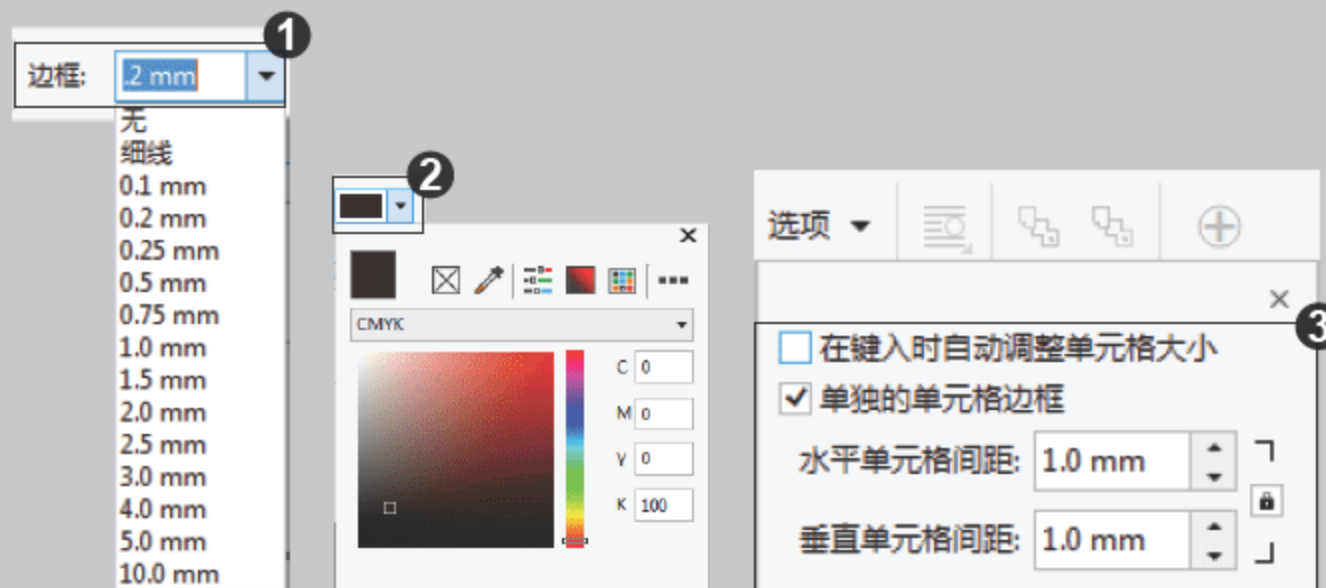 1
边框: .2 mm
无
细线
0.1 mm
0.2 mm
0.25 mm
0.5 mm
0.75 mm
1.0 mm
1.5 mm
2.0 mm
2.5 mm
3.0 mm
4.0 mm
5.0 mm
10.0 mm
2
CMYK
C 0
M 0
Y 0
K 100
选项
3
在键入时自动调整单元格大小
单独的单元格边框
水平单元格间距: 1.0 mm
垂直单元格间距: 1.0 mm